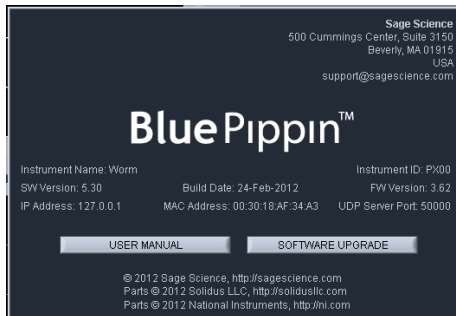 Sage Science
500 Cummings Center, Suite 3150
Beverly, MA 01915
USA
support@sagescience.com
BluePippin™
Instrument Name: Worm Instrument ID: PX00
SW Version: 5.30 Build Date: 24-Feb-2012 FW Version: 3.62
IP Address: 127.0.0.1 MAC Address: 00:30:18:AF:34:A3 UDP Server Port: 50000
USER MANUAL SOFTWARE UPGRADE
© 2012 Sage Science, http://sagescience.com
Parts © 2012 Solidus LLC, http://solidusllc.com
Parts © 2012 National Instruments, http://ni.com